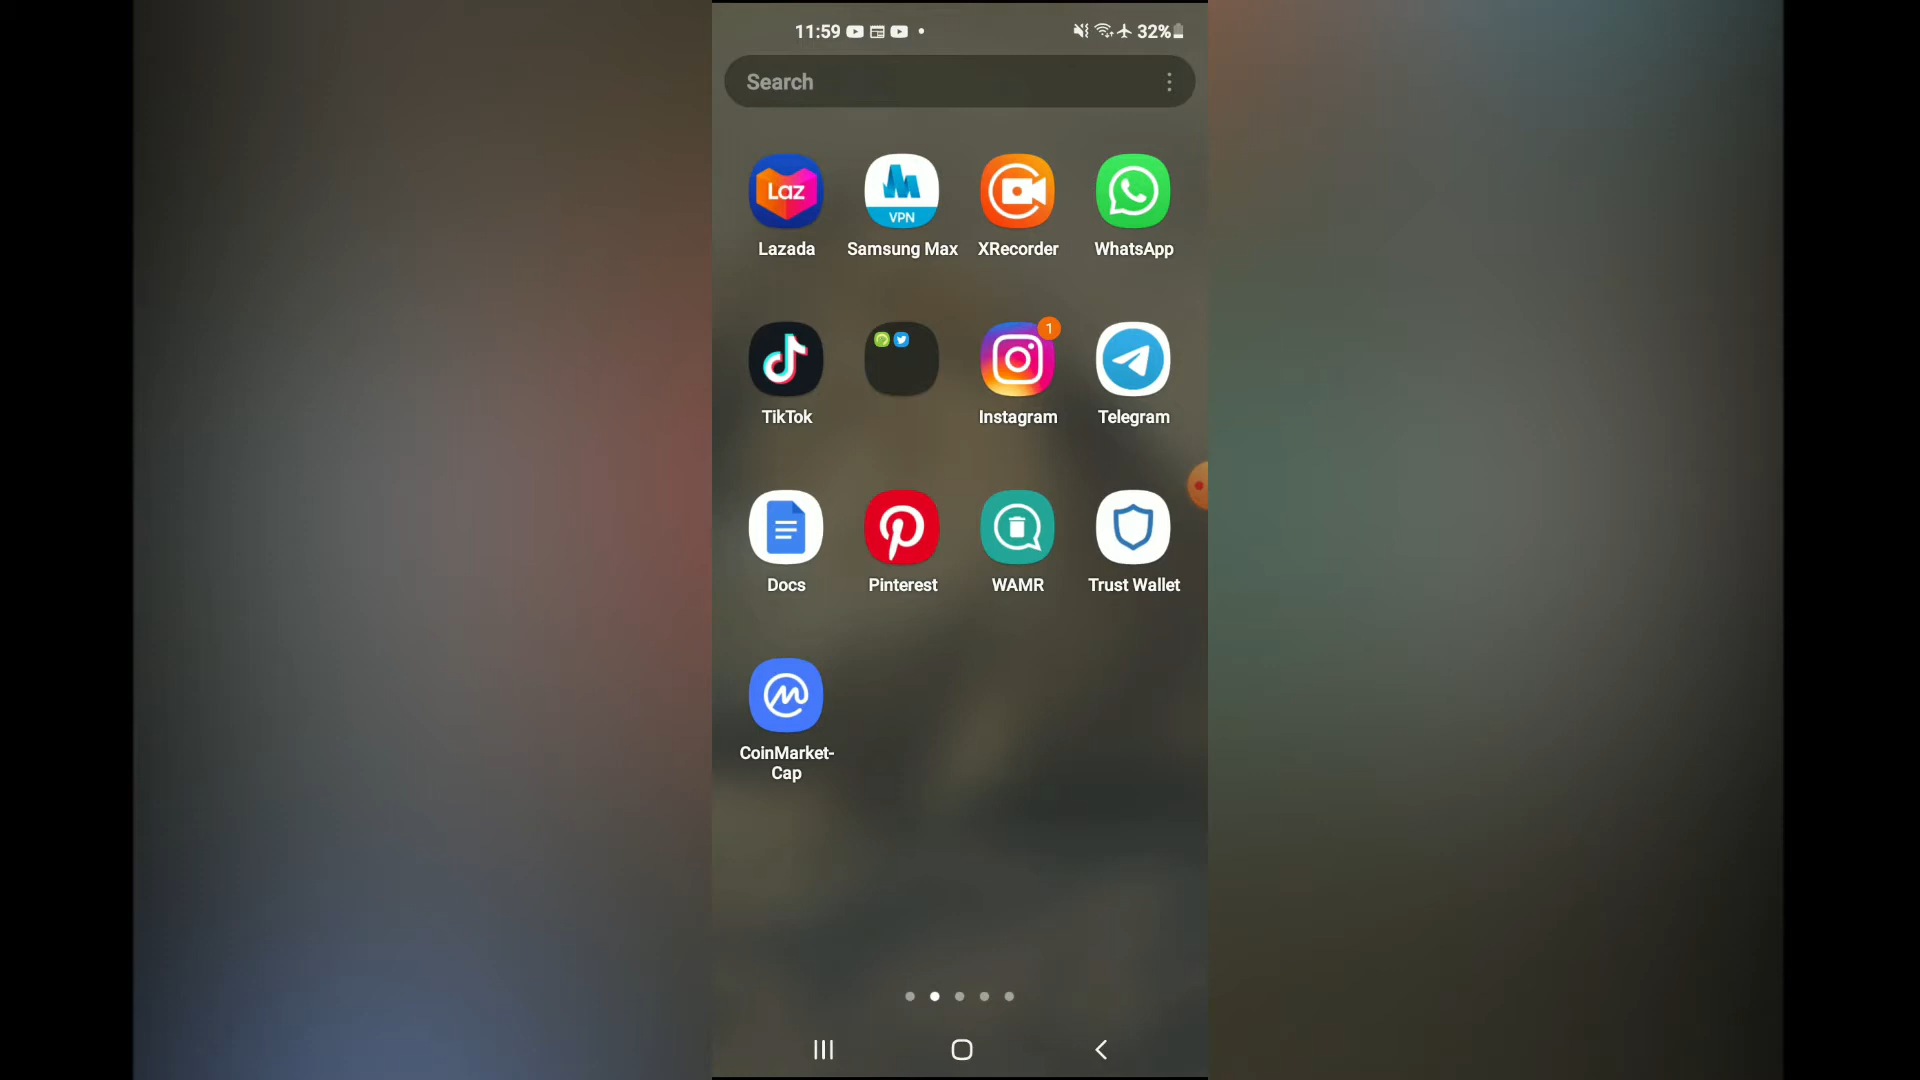 11:59
32%
Search
Laz
VPN
Lazada
Samsung Max
XRecorder
WhatsApp
1
TikTok
Instagram
Telegram
Docs
Pinterest
WAMR
Trust Wallet
CoinMarket-
Cap